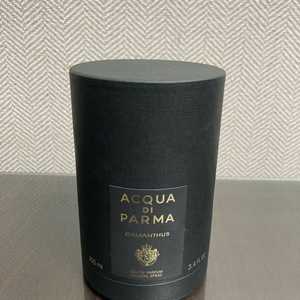 ACQUA
DI
PARMA
OSMANTHUS
EAU DE PARFUM
NATURAL SPRAY
100 ml
3.4 FL.OZ